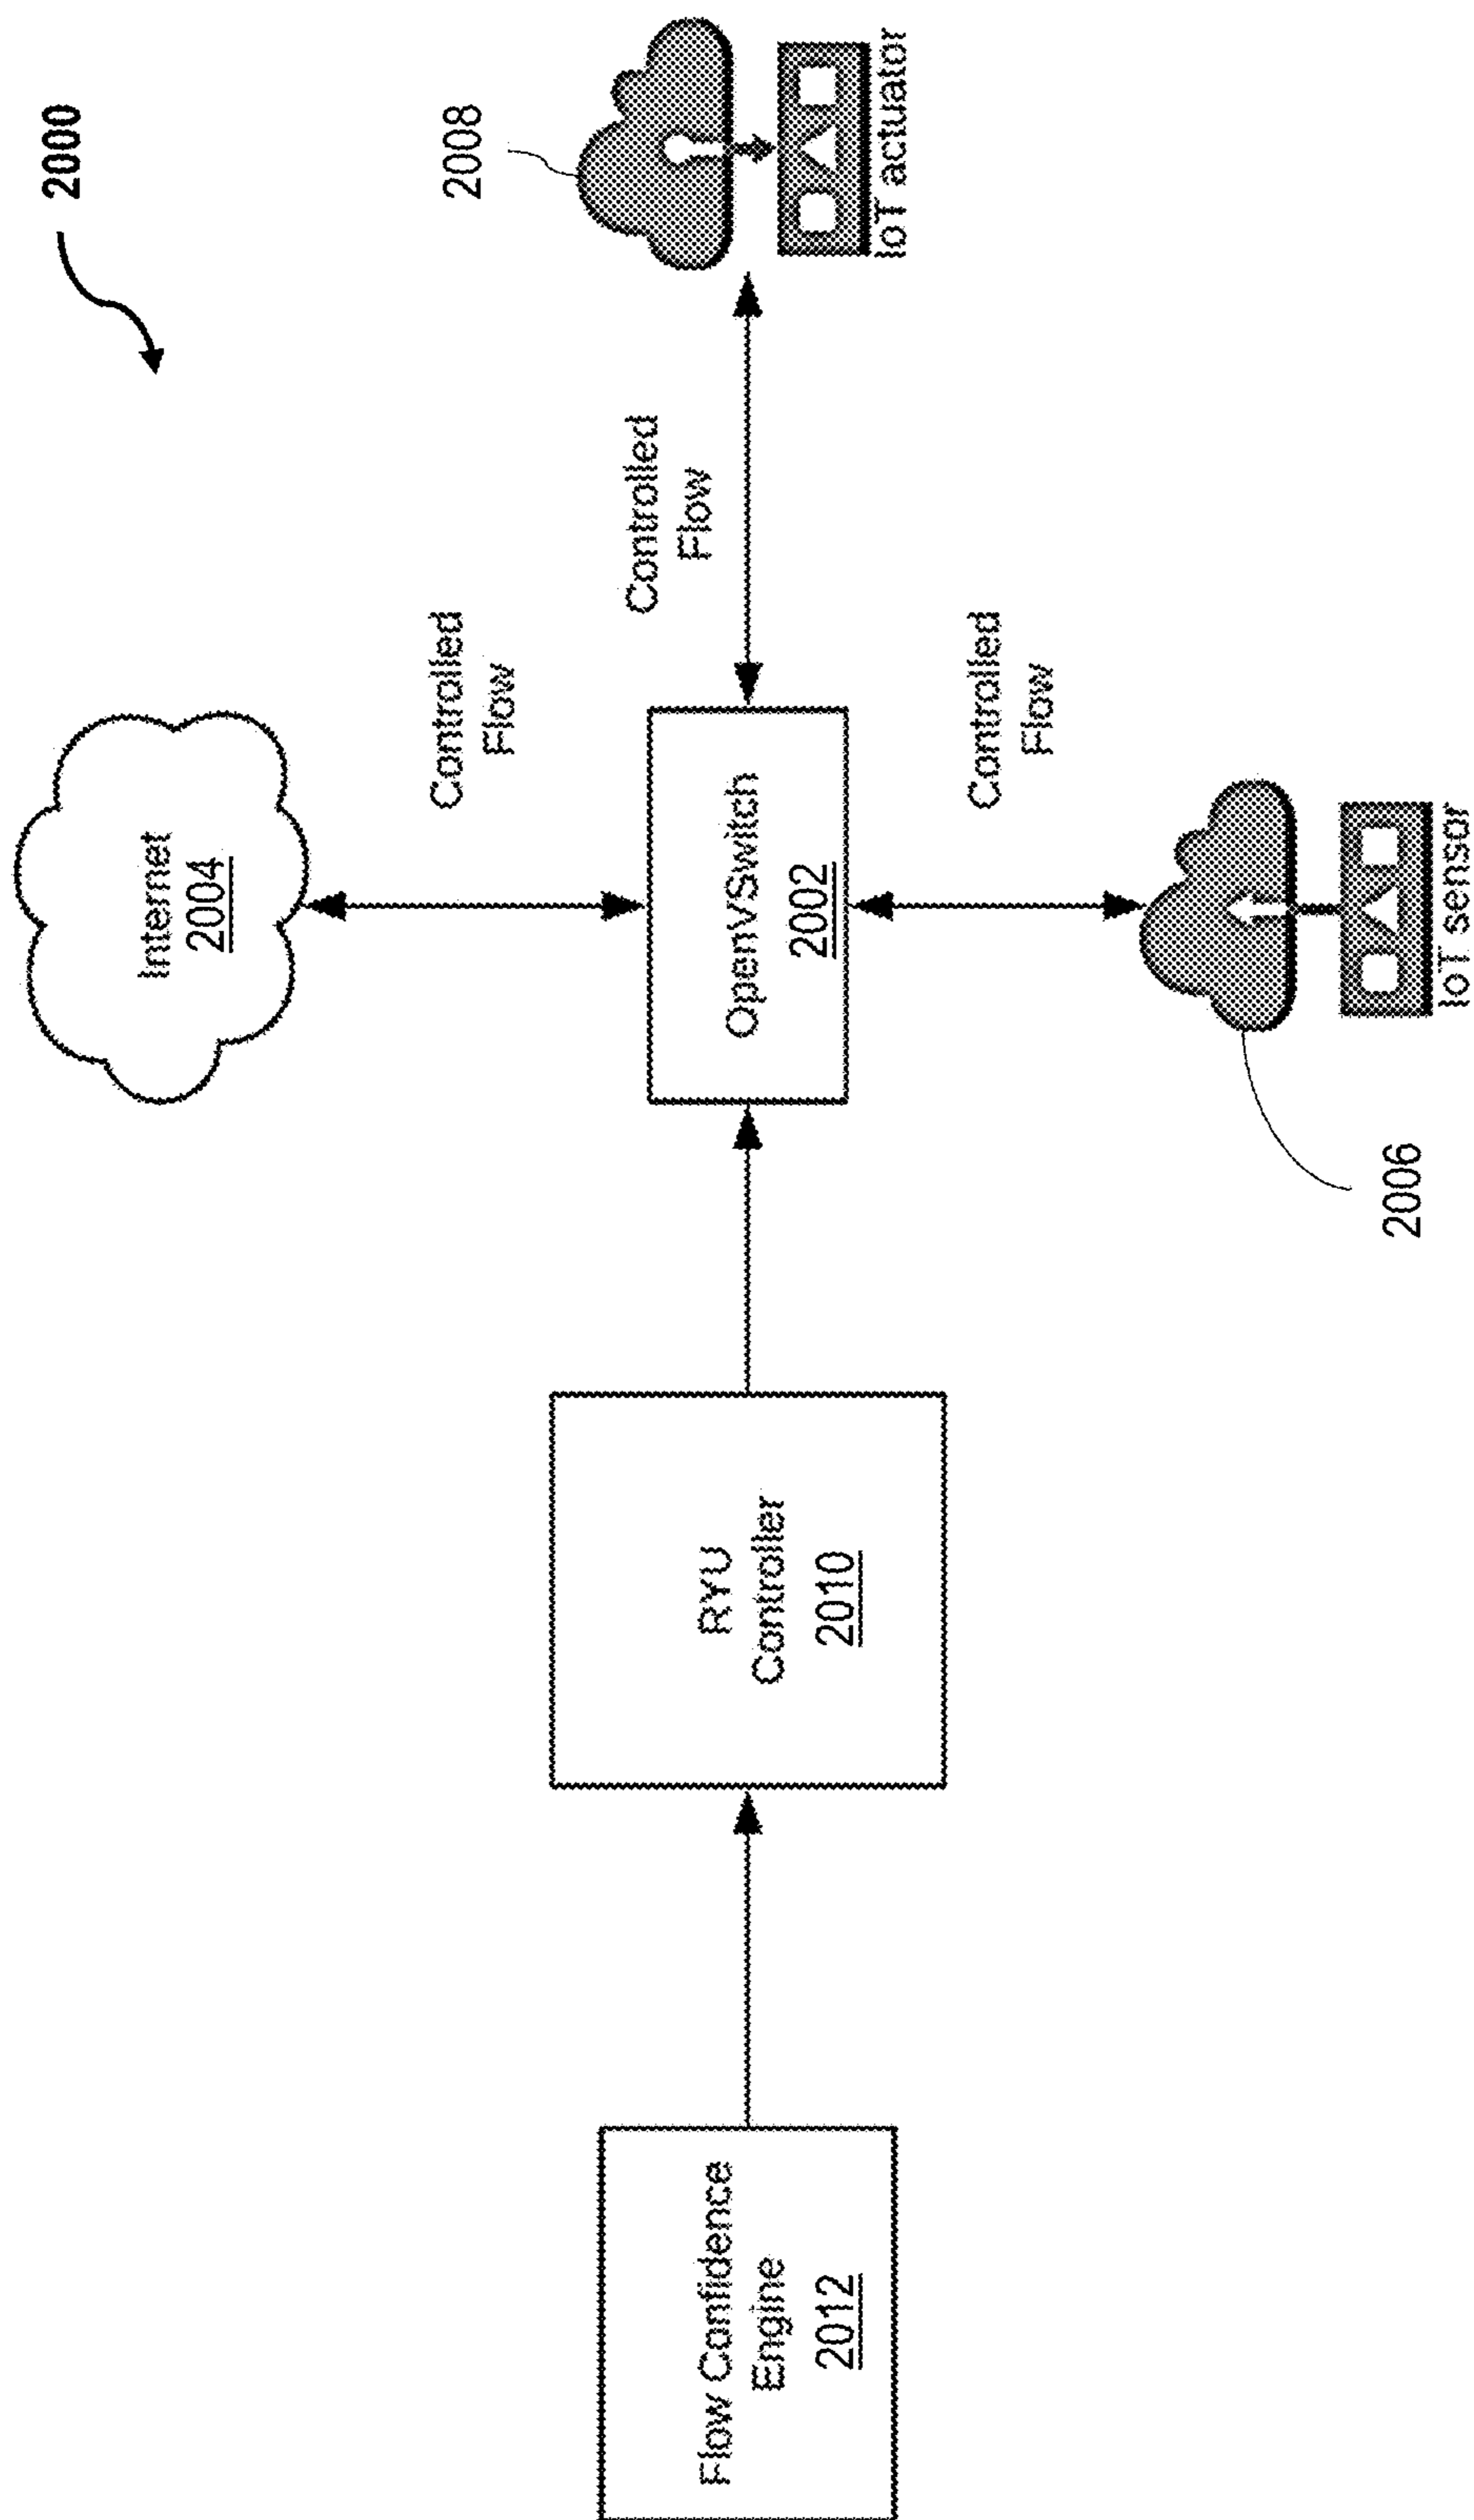 2000
Internet
2004
Controlled
Flow
2008
Controlled
Flow
IoT actuator
Flow Confidence
Engine
2012
RYU
Controller
2010
OpenVSwitch
2002
Controlled
Flow
2006
IoT sensor